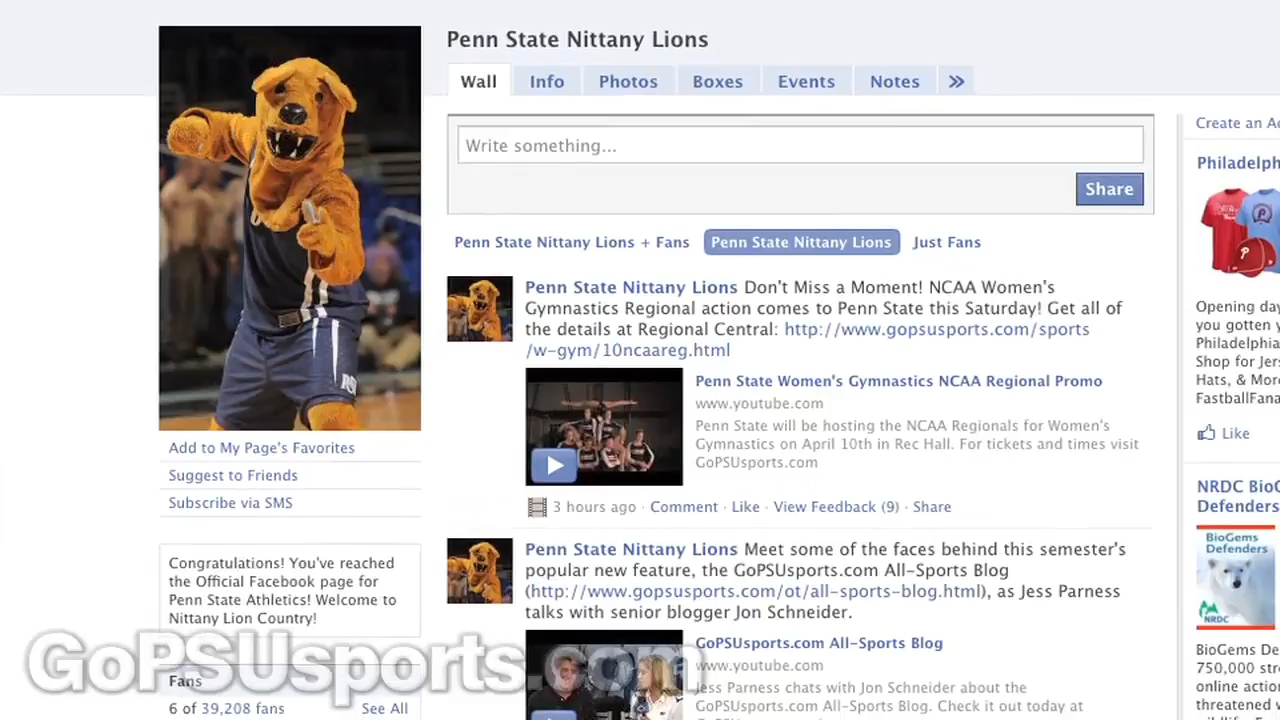 Penn State Nittany Lions
Wall Info Photos Boxes Events Notes »
Write something...
Share
Penn State Nittany Lions + Fans Penn State Nittany Lions Just Fans
Penn State Nittany Lions Don't Miss a Moment! NCAA Women's
Gymnastics Regional action comes to Penn State this Saturday! Get all of
the details at Regional Central: http://www.gopsusports.com/sports
/w-gym/10ncaareg.html
Penn State Women's Gymnastics NCAA Regional Promo
www.youtube.com
Penn State will be hosting the NCAA Regionals for Women's
Gymnastics on April 10th in Rec Hall. For tickets and times visit
GoPSUsports.com
3 hours ago · Comment · Like · View Feedback (9) · Share
Penn State Nittany Lions Meet some of the faces behind this semester's
popular new feature, the GoPSUsports.com All-Sports Blog
(http://www.gopsusports.com/ot/all-sports-blog.html), as Jess Parness
talks with senior blogger Jon Schneider.
GoPSUsports.com All-Sports Blog
www.youtube.com
Jess Parness chats with Jon Schneider about the
GoPSUsports.com All-Sports Blog. Check it out today at
Add to My Page's Favorites
Suggest to Friends
Subscribe via SMS
Congratulations! You've reached
the Official Facebook page for
Penn State Athletics! Welcome to
Nittany Lion Country!
GoPSUsports.com
Fans
6 of 39,208 fans See All
Create an Ad
Philadelph
Opening day
you gotten y
Philadelphia
Shop for Jers
Hats, & More
FastballFana
Like
NRDC BioG
Defenders
BioGems
Defenders
NRDC
BioGems De
750,000 stro
online action
threatened w